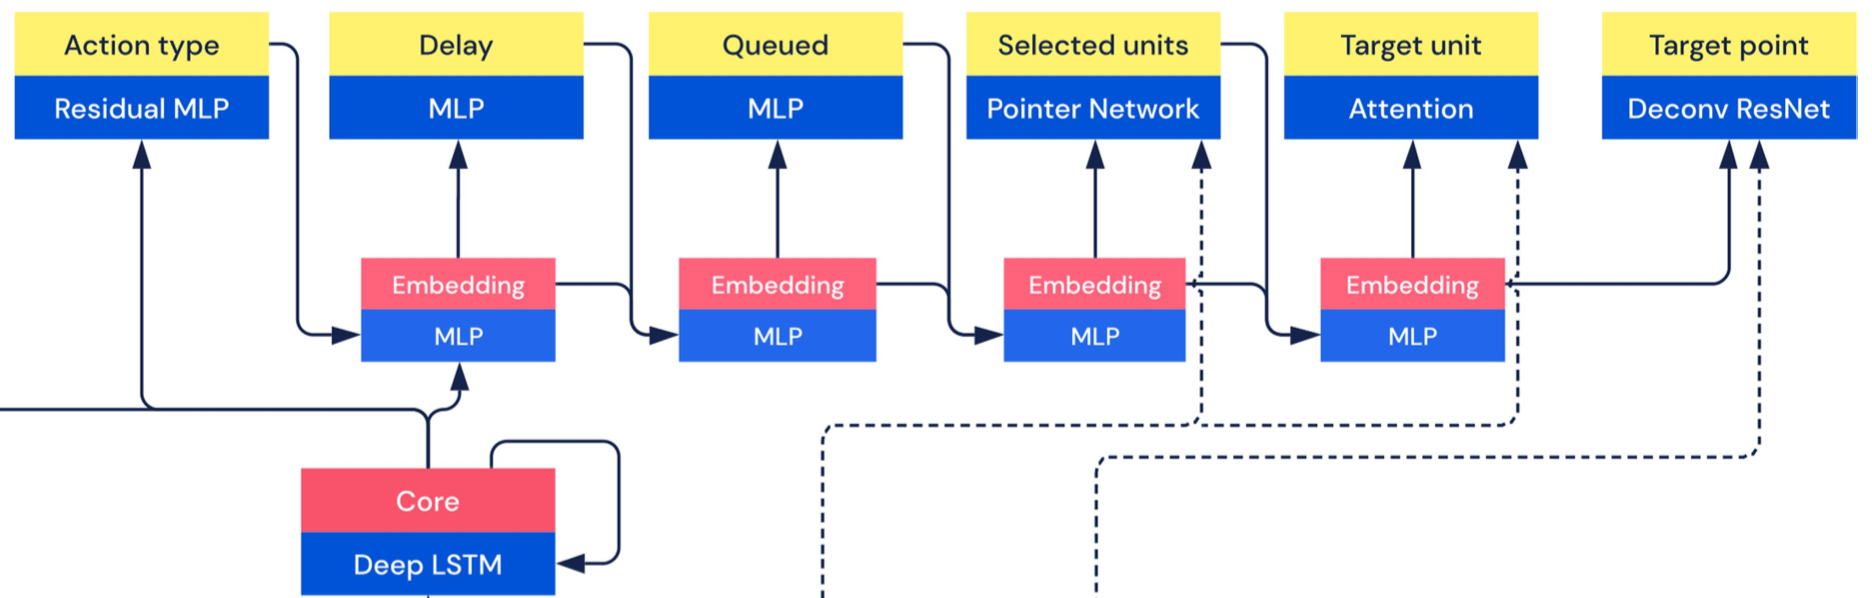 Action type
Residual MLP
Delay
MLP
Queued
MLP
Selected units
Pointer Network
Target unit
Attention
Target point
Deconv ResNet
Embedding
MLP
Embedding
MLP
Embedding
MLP
Embedding
MLP
Core
Deep LSTM